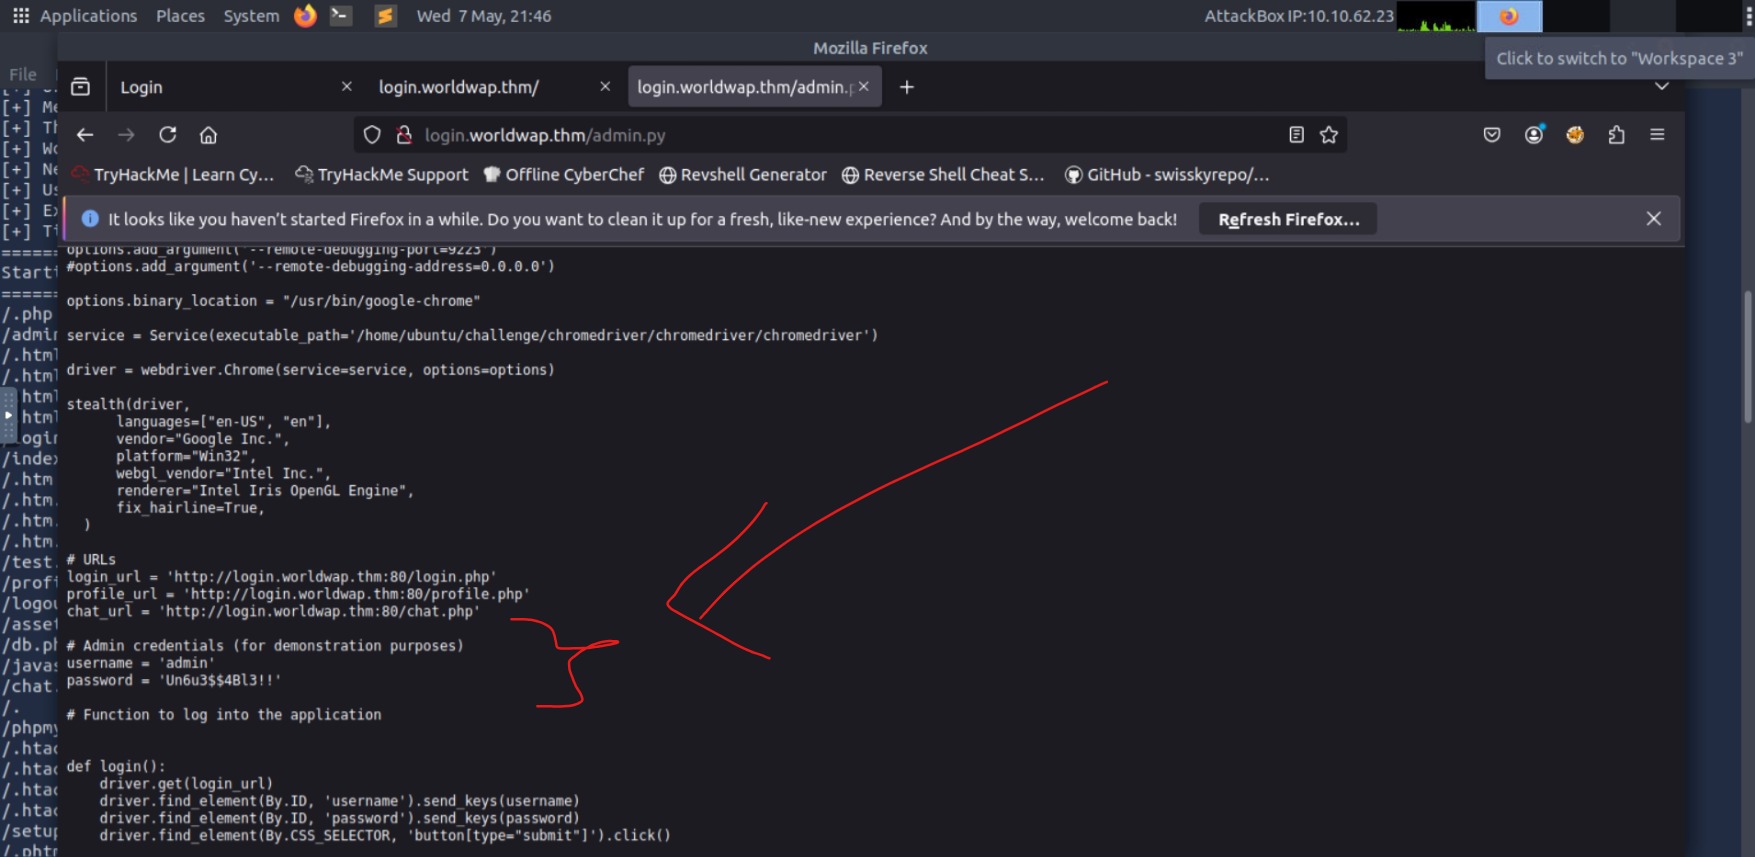 Applications Places System Wed 7 May, 21:46 AttackBox IP:10.10.62.23
Mozilla Firefox
Click to switch to "Workspace 3"
File
Login login.worldwap.thm/ login.worldwap.thm/admin.p
login.worldwap.thm/admin.py
TryHackMe | Learn Cy... TryHackMe Support Offline CyberChef Revshell Generator Reverse Shell Cheat S... GitHub - swisskyrepo/...
It looks like you haven't started Firefox in a while. Do you want to clean it up for a fresh, like-new experience? And by the way, welcome back! Refresh Firefox...
options.add_argument('--remote-debugging-port=9223')
#options.add_argument('--remote-debugging-address=0.0.0.0')
options.binary_location = "/usr/bin/google-chrome"
service = Service(executable_path='/home/ubuntu/challenge/chromedriver/chromedriver/chromedriver')
driver = webdriver.Chrome(service=service, options=options)
stealth(driver,
languages=["en-US", "en"],
vendor="Google Inc.",
platform="Win32",
webgl_vendor="Intel Inc.",
renderer="Intel Iris OpenGL Engine",
fix_hairline=True,
)
# URLs
login_url = 'http://login.worldwap.thm:80/login.php'
profile_url = 'http://login.worldwap.thm:80/profile.php'
chat_url = 'http://login.worldwap.thm:80/chat.php'
# Admin credentials (for demonstration purposes)
username = 'admin'
password = 'Un6u3$$4Bl3!!'
# Function to log into the application
def login():
driver.get(login_url)
driver.find_element(By.ID, 'username').send_keys(username)
driver.find_element(By.ID, 'password').send_keys(password)
driver.find_element(By.CSS_SELECTOR, 'button[type="submit"]').click()
[+] Me
[+] Th
[+] Wo
[+] Ne
[+] Us
[+] Ex
[+] Ti
======
Start
======
/.php
/admin
/.html
/.html
html
html
ogin
/index
/.htm
/.htm.
/.htm.
/.htm.
/test.
/profi
/logou
/asset
/db.ph
/javas
/chat.
/.
/phpmy
/.htac
/.htac
/.htac
/.htac
/setup
/.phtm